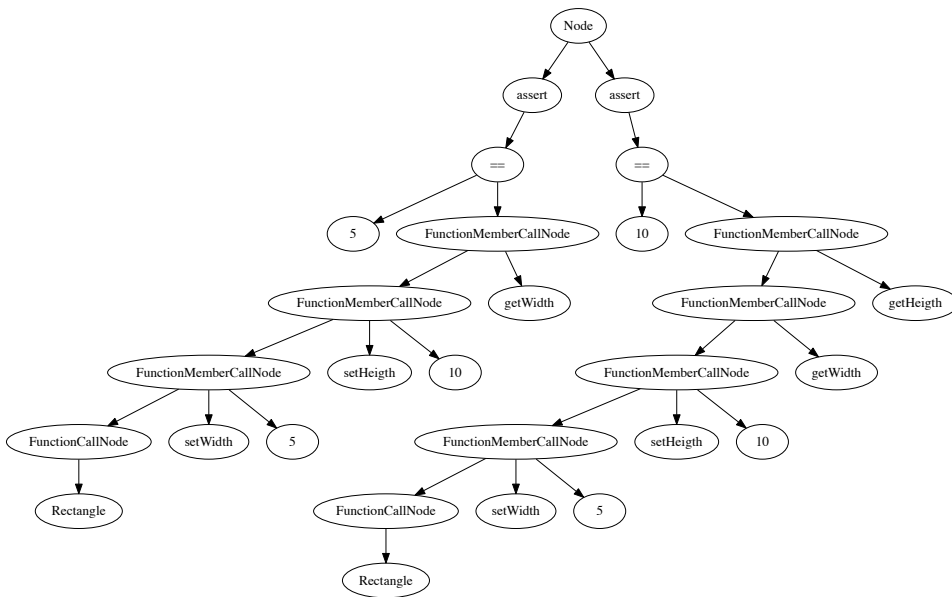 Node
assert assert
== ==
5 FunctionMemberCallNode 10 FunctionMemberCallNode
FunctionMemberCallNode getWidth FunctionMemberCallNode getHeigth
FunctionMemberCallNode setHeigth 10 FunctionMemberCallNode getWidth
FunctionCallNode setWidth 5 FunctionMemberCallNode setHeigth 10
Rectangle FunctionCallNode setWidth 5
Rectangle